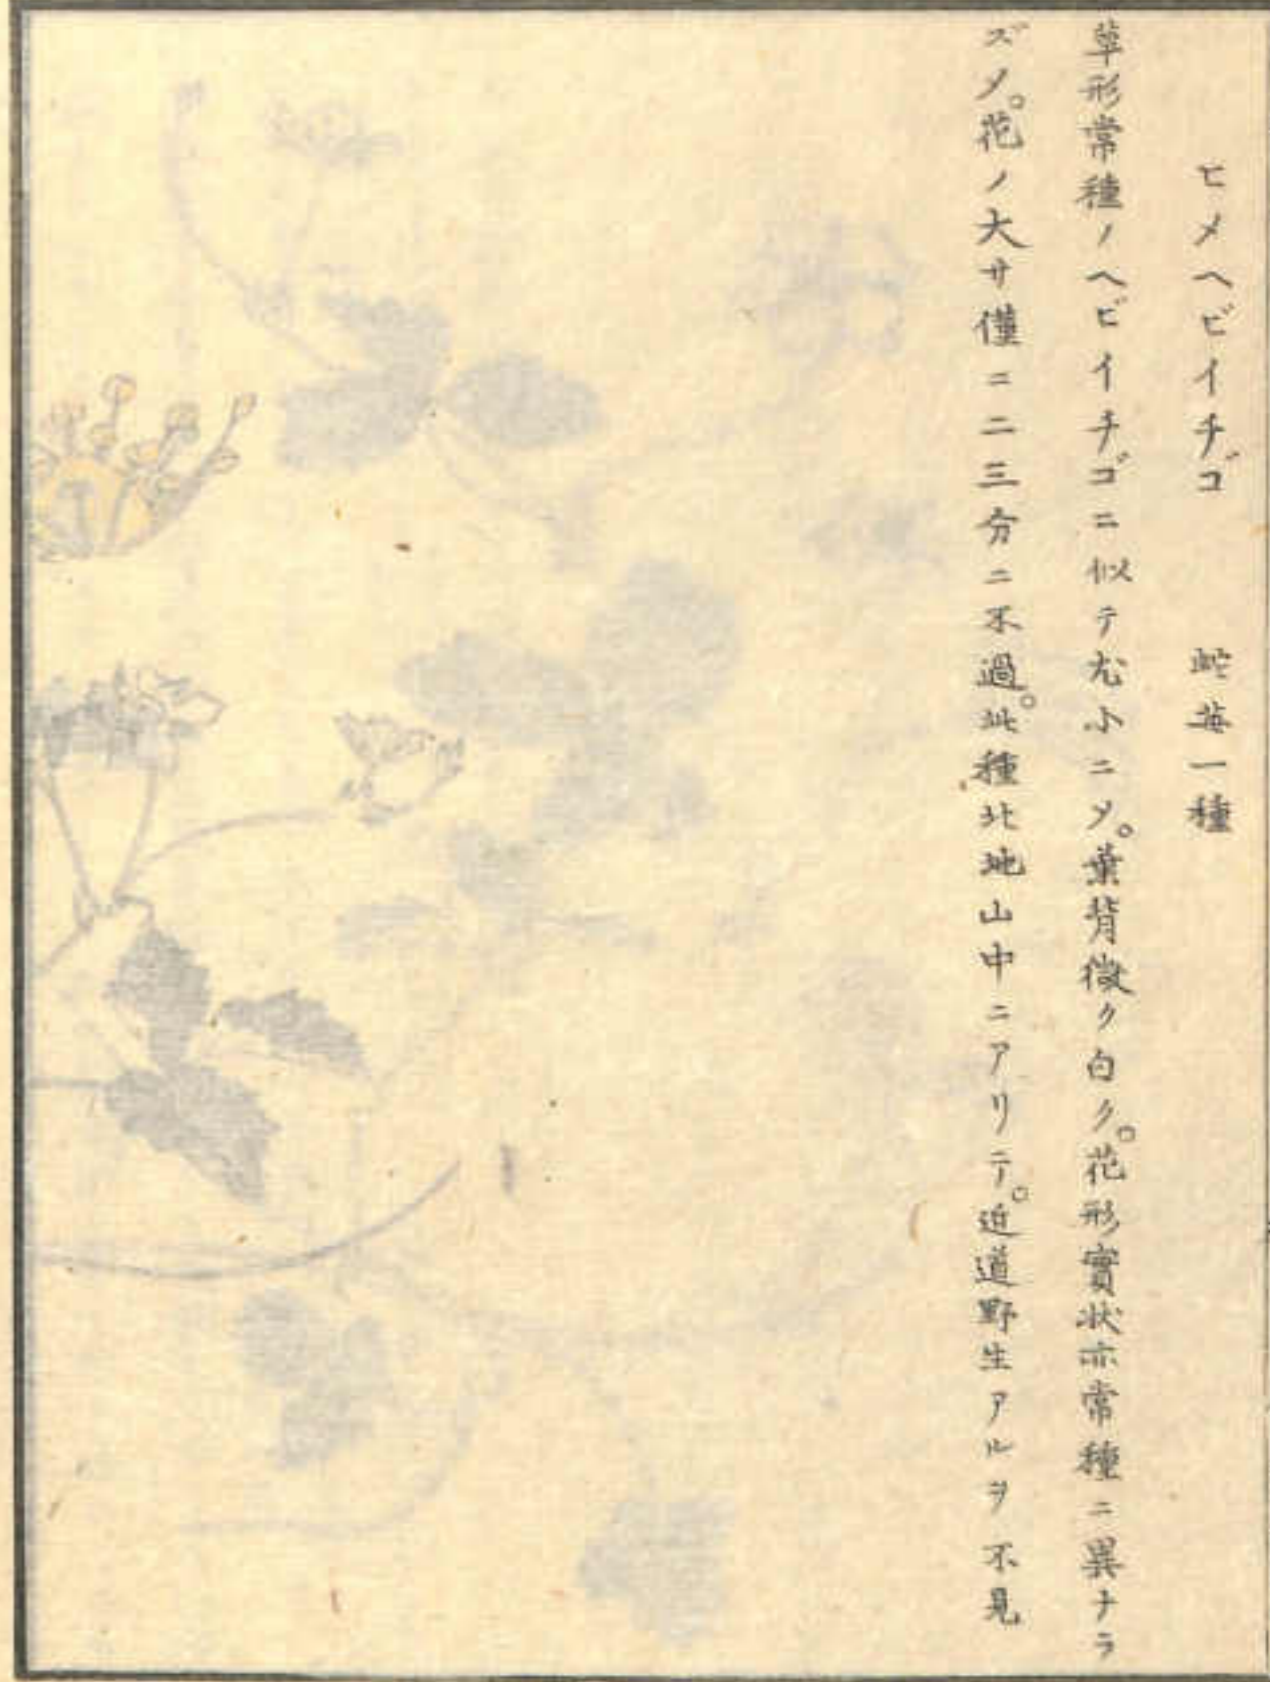 ヒメヘビイチゴ　蛇苺一種
草形常種ノヘビイチゴニ似テ尤小ニメ。葉背微ク白ク。花形實状亦常種ニ異ナラ
ズメ。花ノ大サ僅ニ二三分ニ不過。此種北地山中ニアリテ。近道野生アルヲ不見